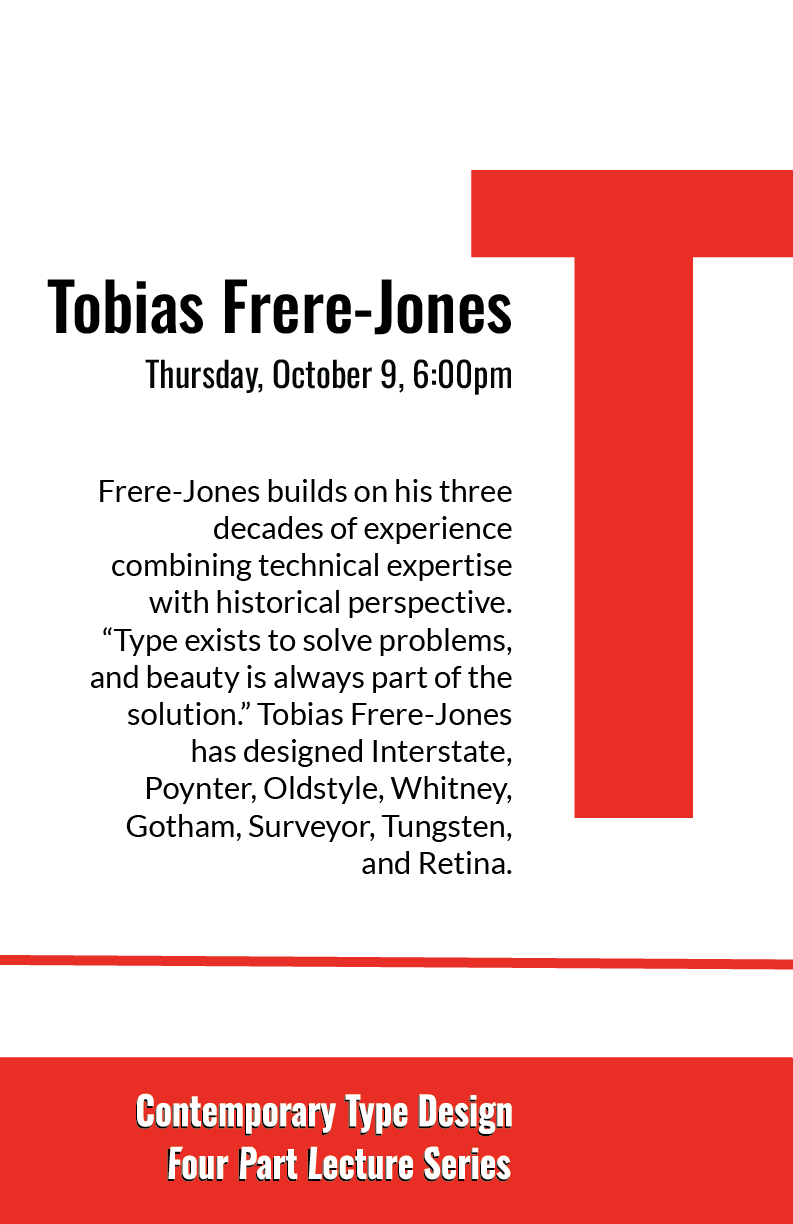 T
Tobias Frere-Jones
Thursday, October 9, 6:00pm
Frere-Jones builds on his three
decades of experience
combining technical expertise
with historical perspective.
“Type exists to solve problems,
and beauty is always part of the
solution.” Tobias Frere-Jones
has designed Interstate,
Poynter, Oldstyle, Whitney,
Gotham, Surveyor, Tungsten,
and Retina.
Contemporary Type Design
Four Part Lecture Series